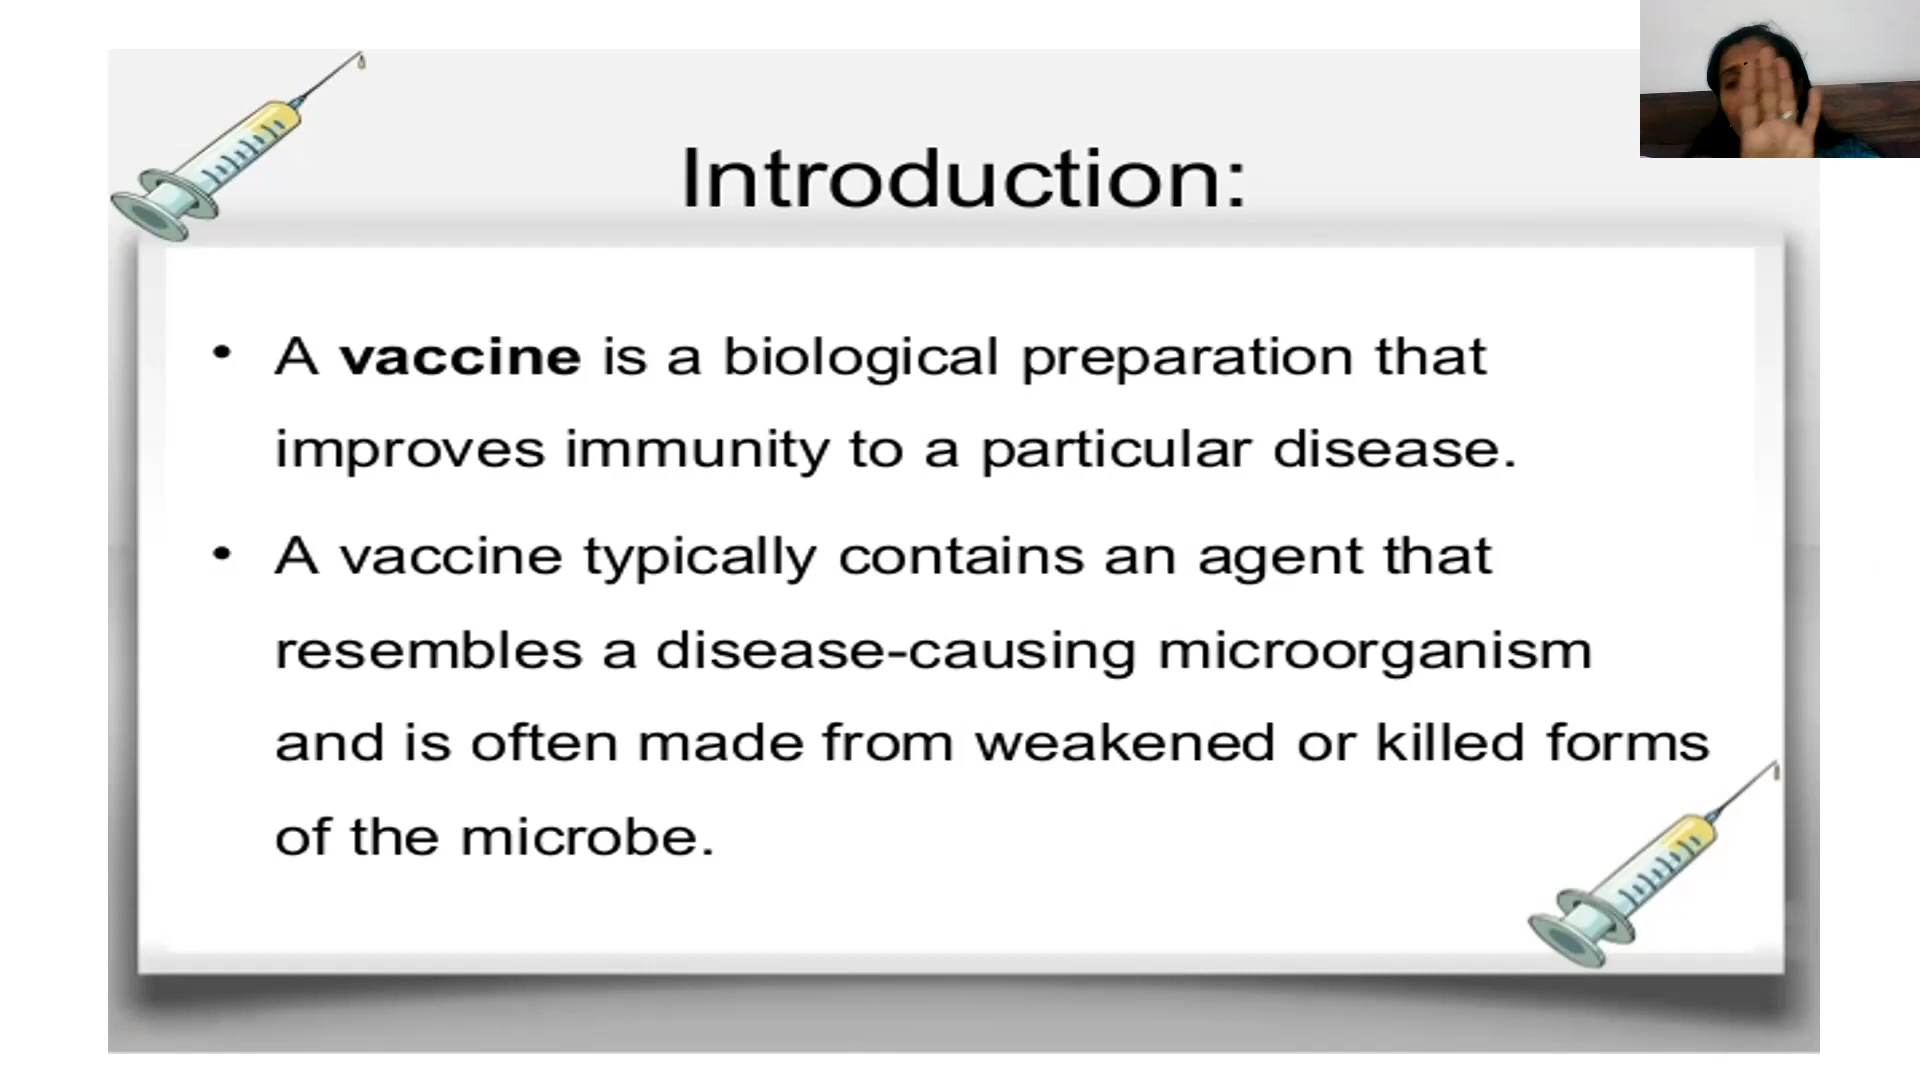 Introduction:
• A vaccine is a biological preparation that
improves immunity to a particular disease.
• A vaccine typically contains an agent that
resembles a disease-causing microorganism
and is often made from weakened or killed forms
of the microbe.